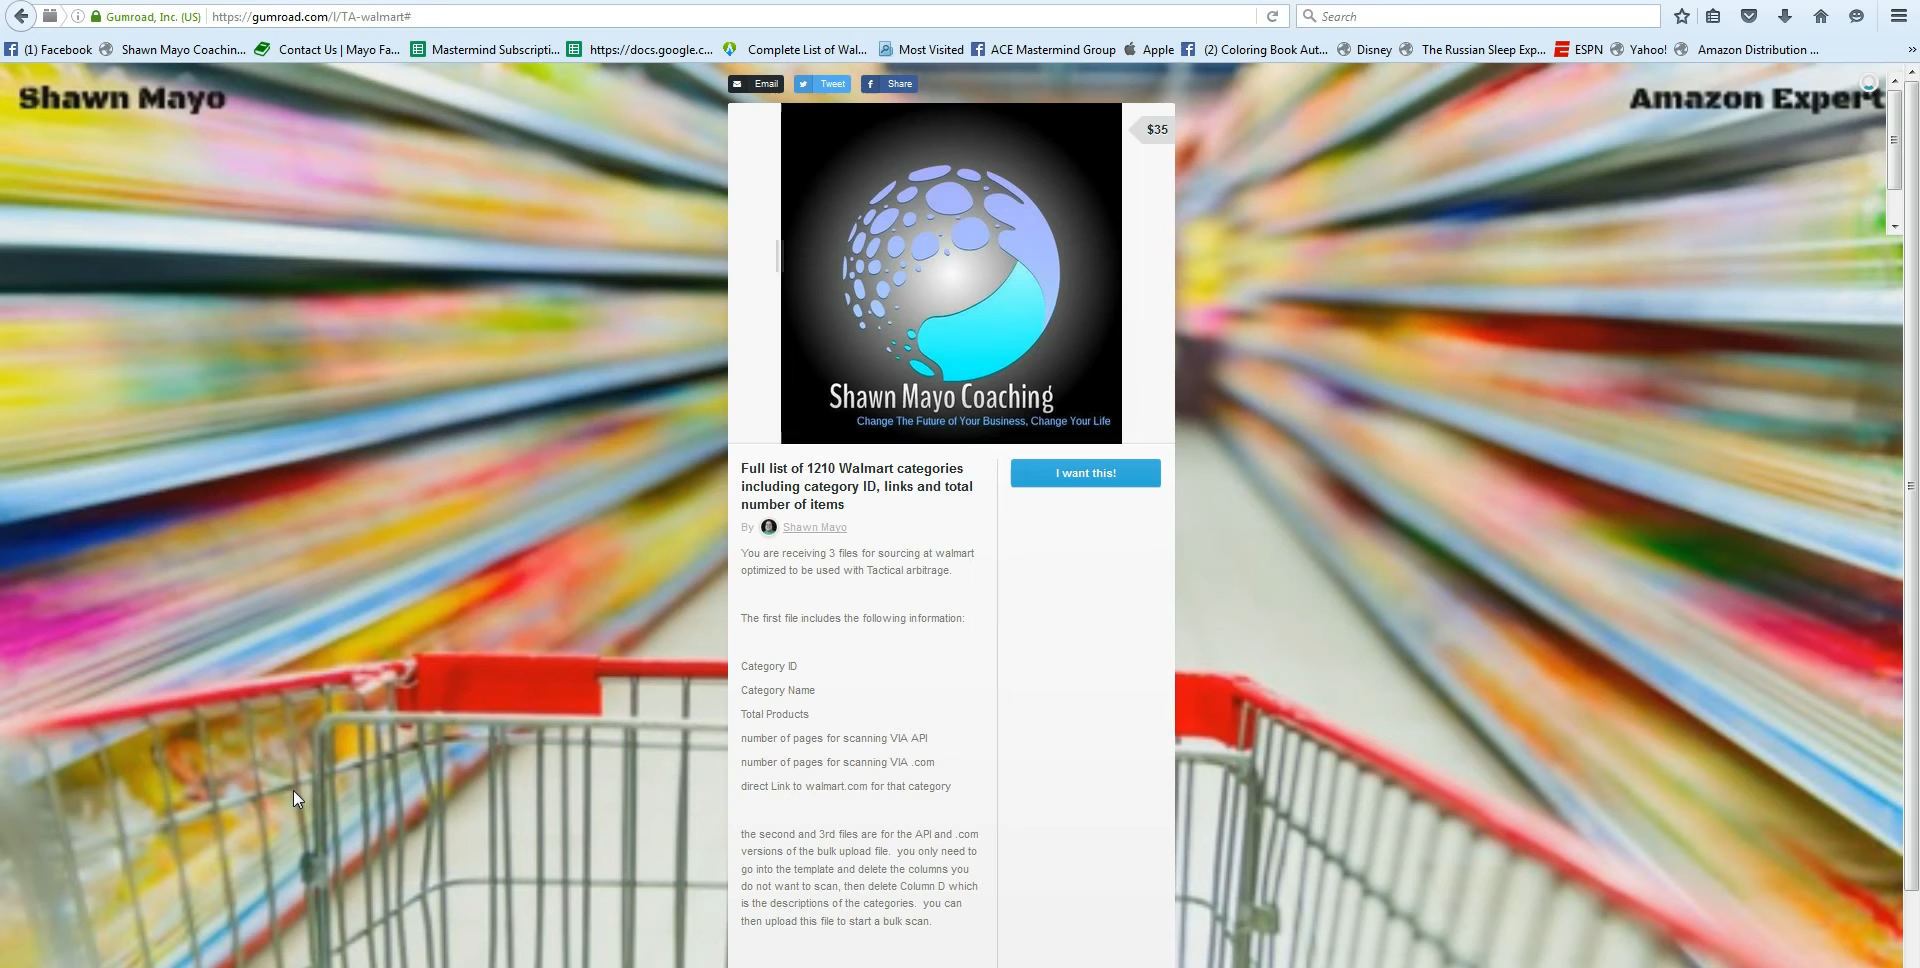 Gumroad, Inc. (US)
https://gumroad.com/l/TA-walmart#
Search
(1) Facebook
Shawn Mayo Coachin...
Contact Us | Mayo Fa...
Mastermind Subscripti...
https://docs.google.c...
Complete List of Wal...
Most Visited
ACE Mastermind Group
Apple
(2) Coloring Book Aut...
Disney
The Russian Sleep Exp...
ESPN
Yahoo!
Amazon Distribution ...
Email
Tweet
Share
Shawn Mayo
Amazon Expert
$35
Shawn Mayo Coaching
Change The Future of Your Business, Change Your Life
Full list of 1210 Walmart categories
including category ID, links and total
number of items
I want this!
By Shawn Mayo
You are receiving 3 files for sourcing at walmart
optimized to be used with Tactical arbitrage.
The first file includes the following information:
Category ID
Category Name
Total Products
number of pages for scanning VIA API
number of pages for scanning VIA .com
direct Link to walmart.com for that category
the second and 3rd files are for the API and .com
versions of the bulk upload file. you only need to
go into the template and delete the columns you
do not want to scan, then delete Column D which
is the descriptions of the categories. you can
then upload this file to start a bulk scan.